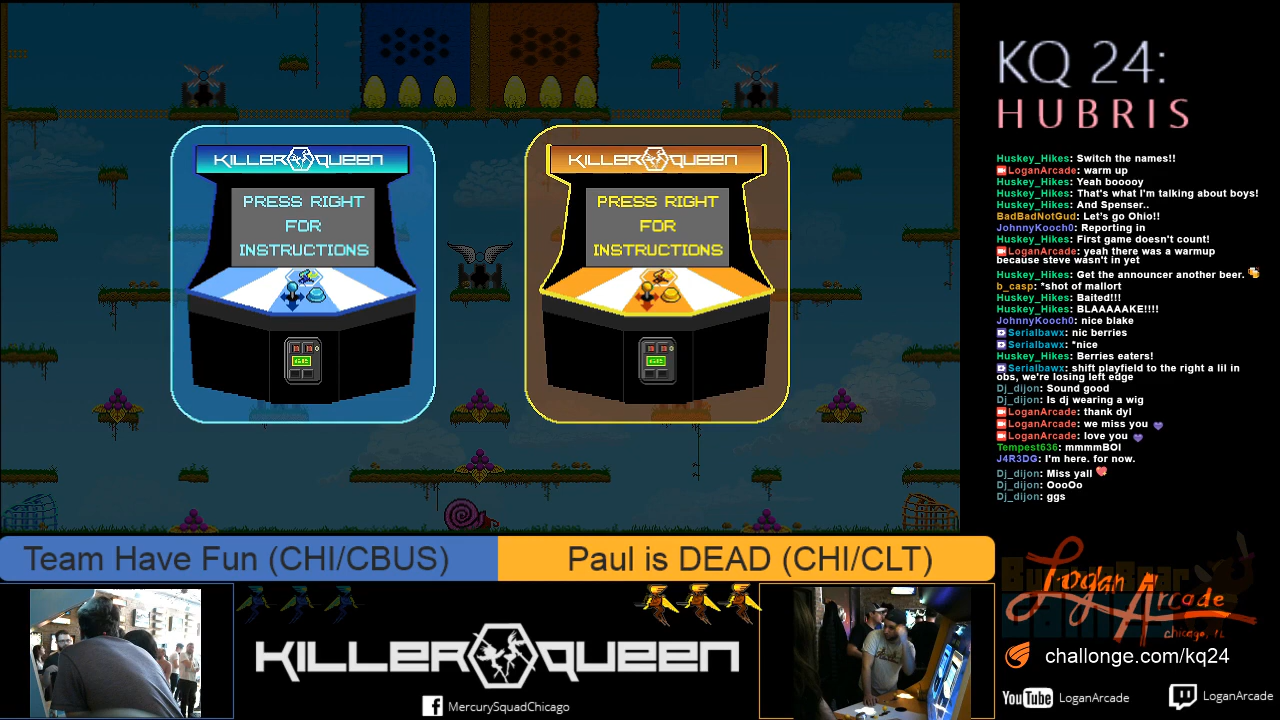 KILLER QUEEN
PRESS RIGHT
FOR
INSTRUCTIONS
KILLER QUEEN
PRESS RIGHT
FOR
INSTRUCTIONS
KQ 24:
HUBRIS
Huskey_Hikes: Switch the names!!
LoganArcade: warm up
Huskey_Hikes: Yeah booooy
Huskey_Hikes: That's what I'm talking about boys!
Huskey_Hikes: And Spenser..
BadBadNotGud: Let's go Ohio!!
JohnnyKooch0: Reporting in
Huskey_Hikes: First game doesn't count!
LoganArcade: yeah there was a warmup
because steve wasn't in yet
Huskey_Hikes: Get the announcer another beer.
b_casp: *shot of mallort
Huskey_Hikes: Baited!!!
Huskey_Hikes: BLAAAAAKE!!!!
JohnnyKooch0: nice blake
Serialbawx: nic berries
Serialbawx: *nice
Huskey_Hikes: Berries eaters!
Serialbawx: shift playfield to the right a lil in
obs, we're losing left edge
Dj_dijon: Sound good
Dj_dijon: Is dj wearing a wig
LoganArcade: thank dyl
LoganArcade: we miss you
LoganArcade: love you
Tempest636: mmmmBOI
J4R3DG: I'm here. for now.
Dj_dijon: Miss yall
Dj_dijon: OooOo
Dj_dijon: ggs
Team Have Fun (CHI/CBUS)
Paul is DEAD (CHI/CLT)
KILLER QUEEN
MercurySquadChicago
Logan
Arcade
chicago, IL
challonge.com/kq24
YouTube LoganArcade
LoganArcade